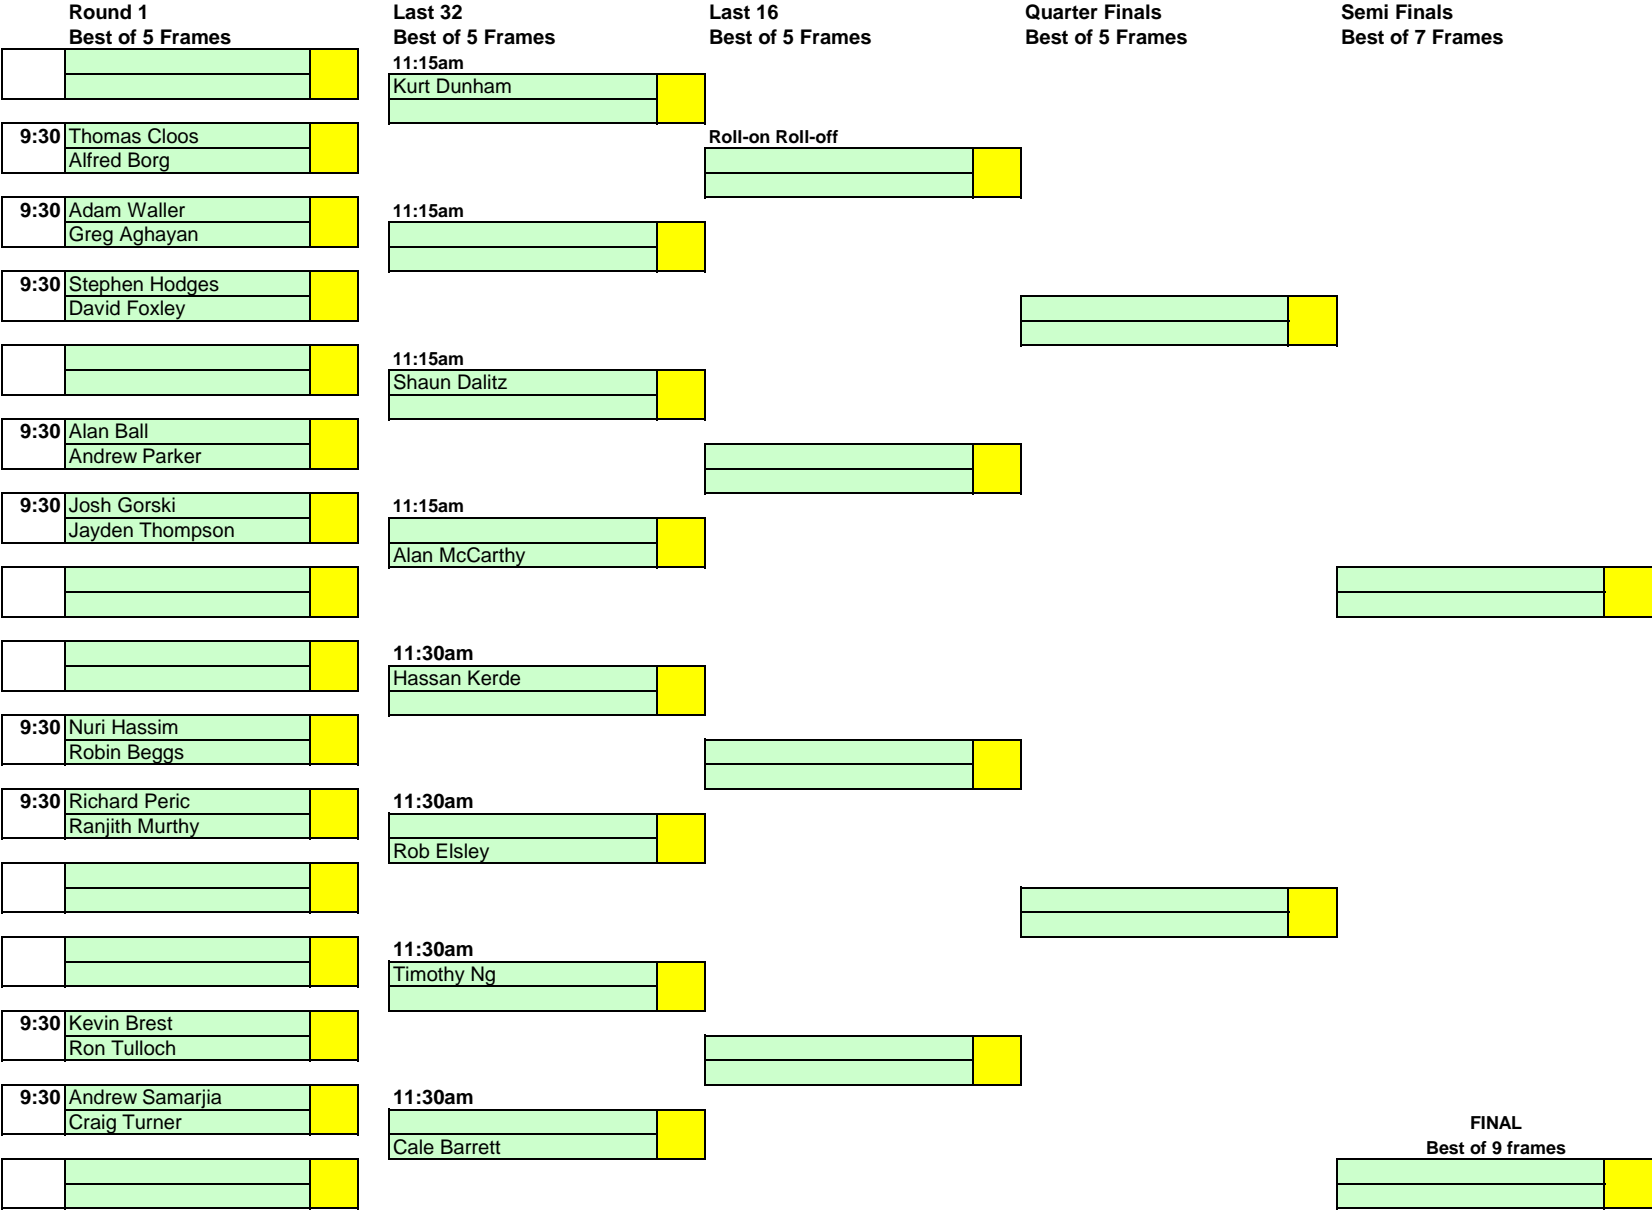 Round 1
Best of 5 Frames
Last 32
Best of 5 Frames
Last 16
Best of 5 Frames
Quarter Finals
Best of 5 Frames
Semi Finals
Best of 7 Frames
9:30 Thomas Cloos
Alfred Borg
9:30 Adam Waller
Greg Aghayan
9:30 Stephen Hodges
David Foxley
9:30 Alan Ball
Andrew Parker
9:30 Josh Gorski
Jayden Thompson
9:30 Nuri Hassim
Robin Beggs
9:30 Richard Peric
Ranjith Murthy
9:30 Kevin Brest
Ron Tulloch
9:30 Andrew Samarjia
Craig Turner
11:15am
Kurt Dunham
11:15am
11:15am
Shaun Dalitz
11:15am
Alan McCarthy
11:30am
Hassan Kerde
11:30am
Rob Elsley
11:30am
Timothy Ng
11:30am
Cale Barrett
Roll-on Roll-off
FINAL
Best of 9 frames